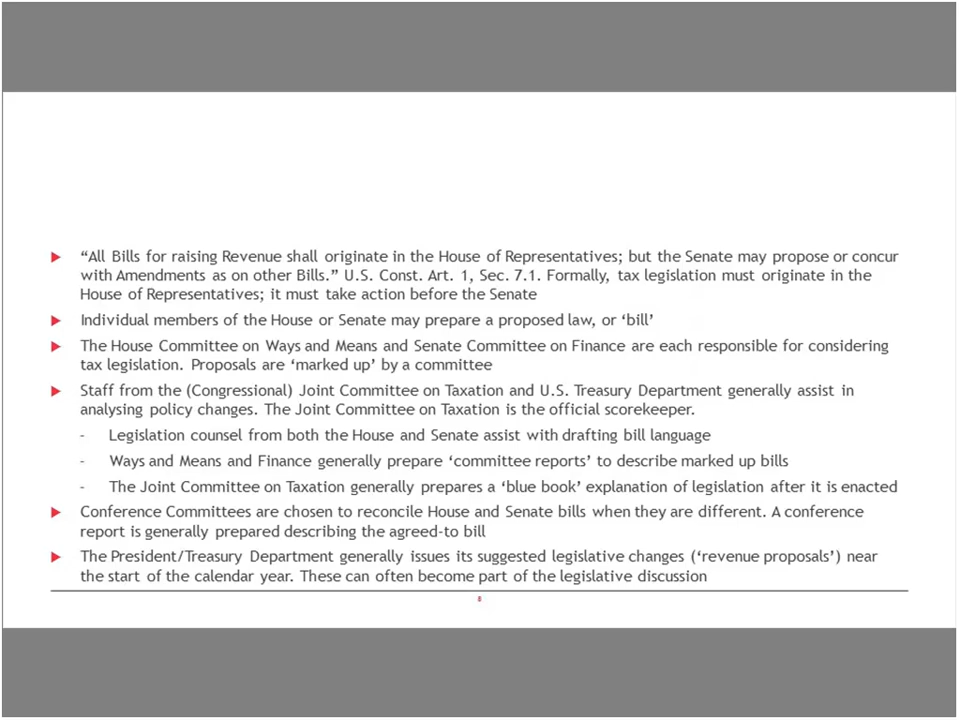 “All Bills for raising Revenue shall originate in the House of Representatives; but the Senate may propose or concur
with Amendments as on other Bills.” U.S. Const. Art. 1, Sec. 7.1. Formally, tax legislation must originate in the
House of Representatives; it must take action before the Senate
Individual members of the House or Senate may prepare a proposed law, or ‘bill’
The House Committee on Ways and Means and Senate Committee on Finance are each responsible for considering
tax legislation. Proposals are ‘marked up’ by a committee
Staff from the (Congressional) Joint Committee on Taxation and U.S. Treasury Department generally assist in
analysing policy changes. The Joint Committee on Taxation is the official scorekeeper.
- Legislation counsel from both the House and Senate assist with drafting bill language
- Ways and Means and Finance generally prepare ‘committee reports’ to describe marked up bills
- The Joint Committee on Taxation generally prepares a ‘blue book’ explanation of legislation after it is enacted
Conference Committees are chosen to reconcile House and Senate bills when they are different. A conference
report is generally prepared describing the agreed-to bill
The President/Treasury Department generally issues its suggested legislative changes (‘revenue proposals’) near
the start of the calendar year. These can often become part of the legislative discussion
8